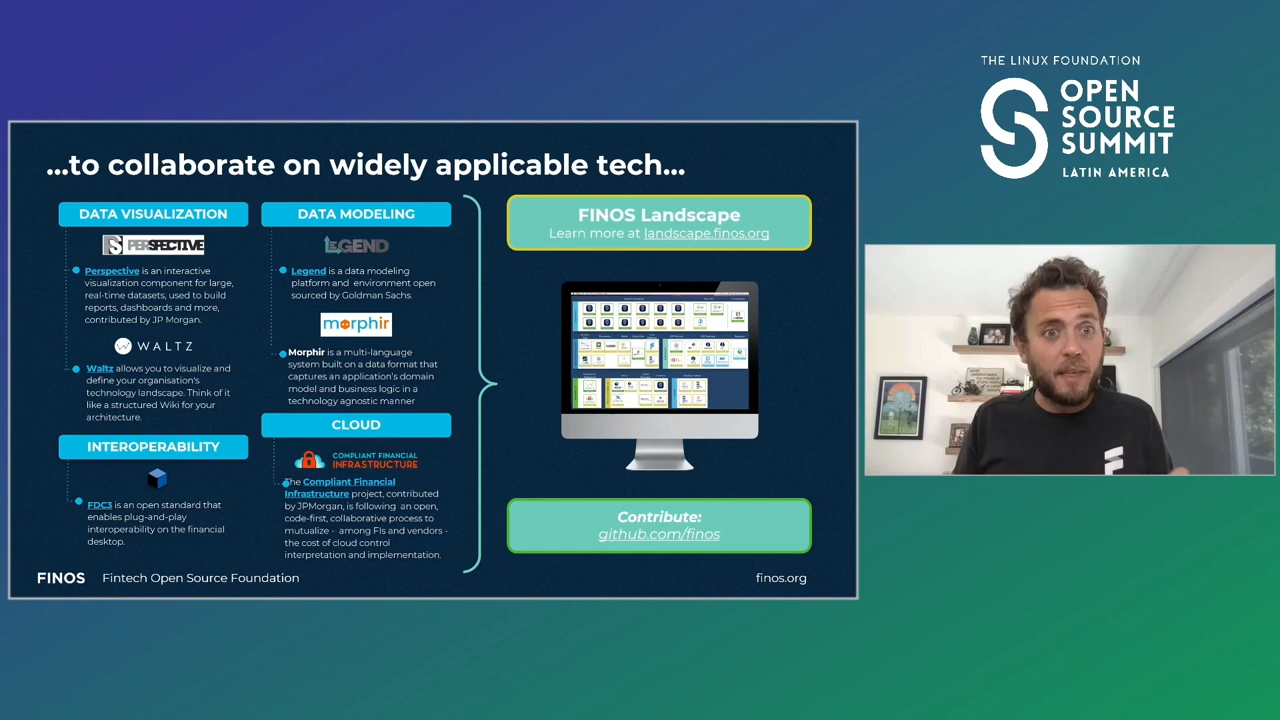 THE LINUX FOUNDATION
OPEN
SOURCE
SUMMIT
LATIN AMERICA
...to collaborate on widely applicable tech...
DATA VISUALIZATION
PERSPECTIVE
Perspective is an interactive
visualization component for large,
real-time datasets, used to build
reports, dashboards and more,
contributed by JP Morgan.
WALTZ
Waltz allows you to visualize and
define your organisation's
technology landscape. Think of it
like a structured Wiki for your
architecture.
INTEROPERABILITY
FDC3 is an open standard that
enables plug-and-play
interoperability on the financial
desktop.
DATA MODELING
LEGEND
Legend is a data modeling
platform and environment open
sourced by Goldman Sachs.
morphir
Morphir is a multi-language
system built on a data format that
captures an application's domain
model and business logic in a
technology agnostic manner
CLOUD
COMPLIANT FINANCIAL
INFRASTRUCTURE
The Compliant Financial
Infrastructure project, contributed
by JPMorgan, is following an open,
code-first, collaborative process to
mutualize - among FIs and vendors -
the cost of cloud control
interpretation and implementation.
FINOS Landscape
Learn more at landscape.finos.org
Contribute:
github.com/finos
FINOS Fintech Open Source Foundation
finos.org